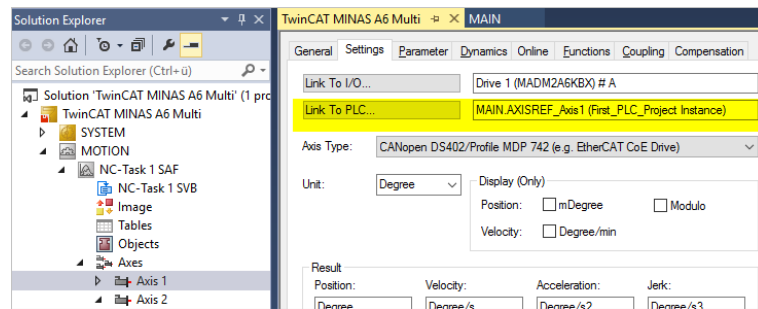 Solution Explorer
Search Solution Explorer (Ctrl+ü)
Solution 'TwinCAT MINAS A6 Multi' (1 pro
TwinCAT MINAS A6 Multi
SYSTEM
MOTION
NC-Task 1 SAF
NC-Task 1 SVB
Image
Tables
Objects
Axes
Axis 1
Axis 2
TwinCAT MINAS A6 Multi MAIN
General Settings Parameter Dynamics Online Functions Coupling Compensation
Link To I/O... Drive 1 (MADM2A6KBX) # A
Link To PLC... MAIN.AXISREF_Axis1 (First_PLC_Project Instance)
Axis Type: CANopen DS402/Profile MDP 742 (e.g. EtherCAT CoE Drive)
Unit: Degree Display (Only)
Position: mDegree Modulo
Velocity: Degree/min
Result
Position: Velocity: Acceleration: Jerk:
Degree Degree/s Degree/s2 Degree/s3